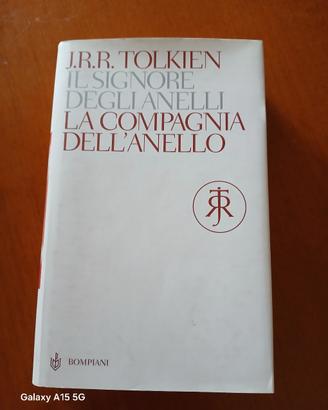 J.R.R. TOLKIEN
IL SIGNORE
DEGLI ANELLI
LA COMPAGNIA
DELL'ANELLO
BOMPIANI
Galaxy A15 5G